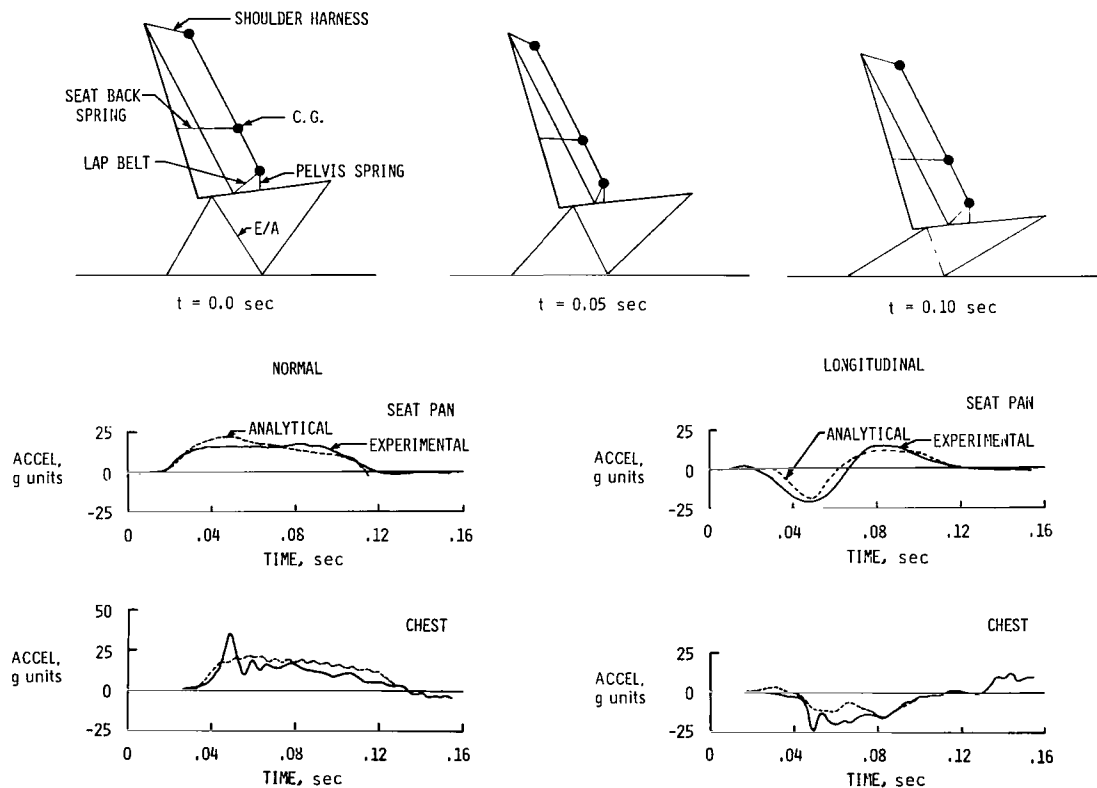 SHOULDER HARNESS
SEAT BACK
SPRING
C.G.
LAP BELT
PELVIS SPRING
E/A
t = 0.0 sec
t = 0.05 sec
t = 0.10 sec
NORMAL
SEAT PAN
25
ANALYTICAL
EXPERIMENTAL
ACCEL,
g units
0
-25
0 .04 .08 .12 .16
TIME, sec
LONGITUDINAL
SEAT PAN
25
ANALYTICAL
EXPERIMENTAL
ACCEL,
g units
0
-25
0 .04 .08 .12 .16
TIME, sec
50
CHEST
25
ACCEL,
g units
0
-25
0 .04 .08 .12 .16
TIME, sec
CHEST
25
ACCEL,
g units
0
-25
0 .04 .08 .12 .16
TIME, sec